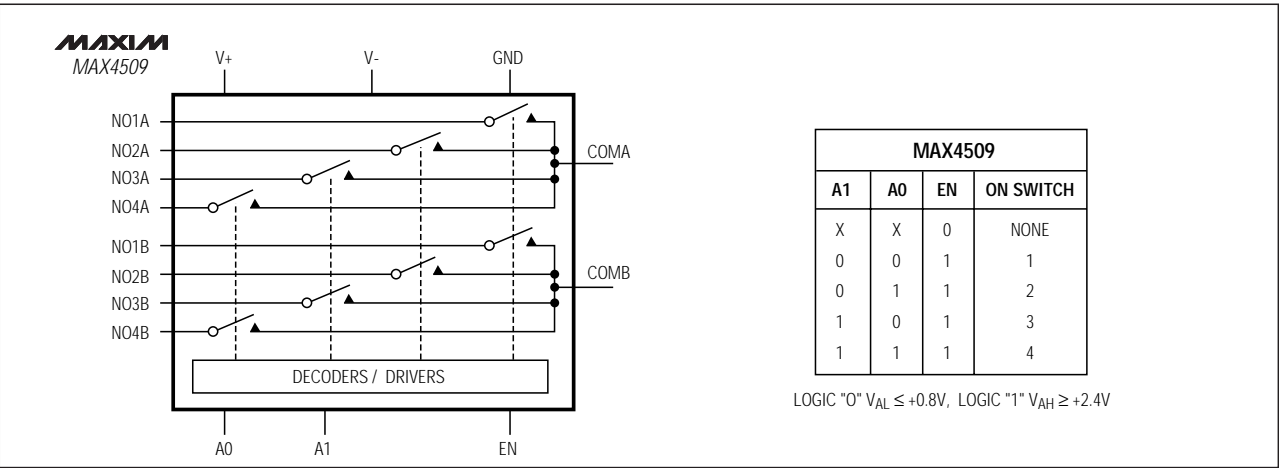 MAXIM
MAX4509
V+ V- GND
NO1A
NO2A
NO3A
NO4A
NO1B
NO2B
NO3B
NO4B
COMA
COMB
DECODERS / DRIVERS
A0 A1 EN
MAX4509
A1 A0 EN ON SWITCH
X X 0 NONE
0 0 1 1
0 1 1 2
1 0 1 3
1 1 1 4
LOGIC "0" VAL ≤ +0.8V, LOGIC "1" VAH ≥ +2.4V